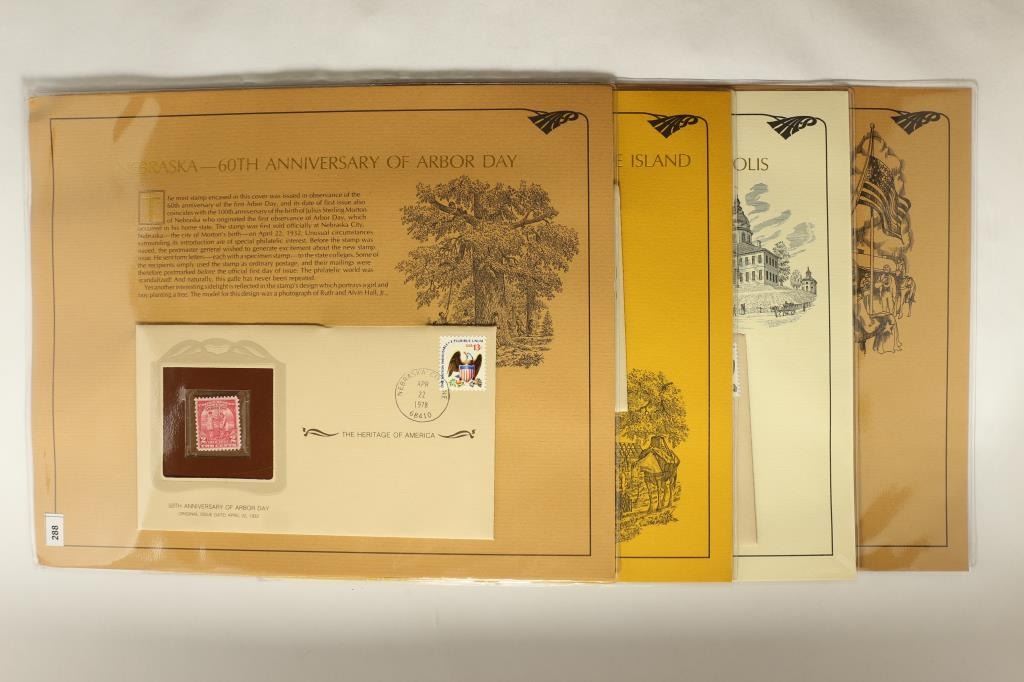 NEBRASKA—60TH ANNIVERSARY OF ARBOR DAY
The mint stamp encased in this cover was issued in observance of the
60th anniversary of the first Arbor Day, and its date of first issue also
coincides with the 100th anniversary of the birth of Julius Sterling Morton
of Nebraska who originated the first observance of Arbor Day, which
occurred in his home state. The stamp was first sold officially at Nebraska City,
Nebraska—the city of Morton's birth—on April 22, 1932. Unusual circumstances
surrounding its introduction are of special philatelic interest. Before the stamp was
issued, the postmaster general wished to generate excitement about the new stamp
issue. He sent form letters—each with a specimen stamp—to the state colleges. Some of
the recipients simply used the stamp as ordinary postage, and their mailings were
therefore postmarked before the official first day of issue. The philatelic world was
scandalized! And naturally, this gaffe has never been repeated.
Yet another interesting sidelight is reflected in the stamp's design which portrays a girl and
boy planting a tree. The model for this design was a photograph of Ruth and Alvin Hall, Jr.,
E PLURIBUS UNUM
13c
NEBRASKA
APR
22
1978
68410
THE HERITAGE OF AMERICA
2 2
TWO CENTS
60TH ANNIVERSARY OF ARBOR DAY
ORIGINAL ISSUE DATE: APRIL 22, 1932
288
E ISLAND
OLIS